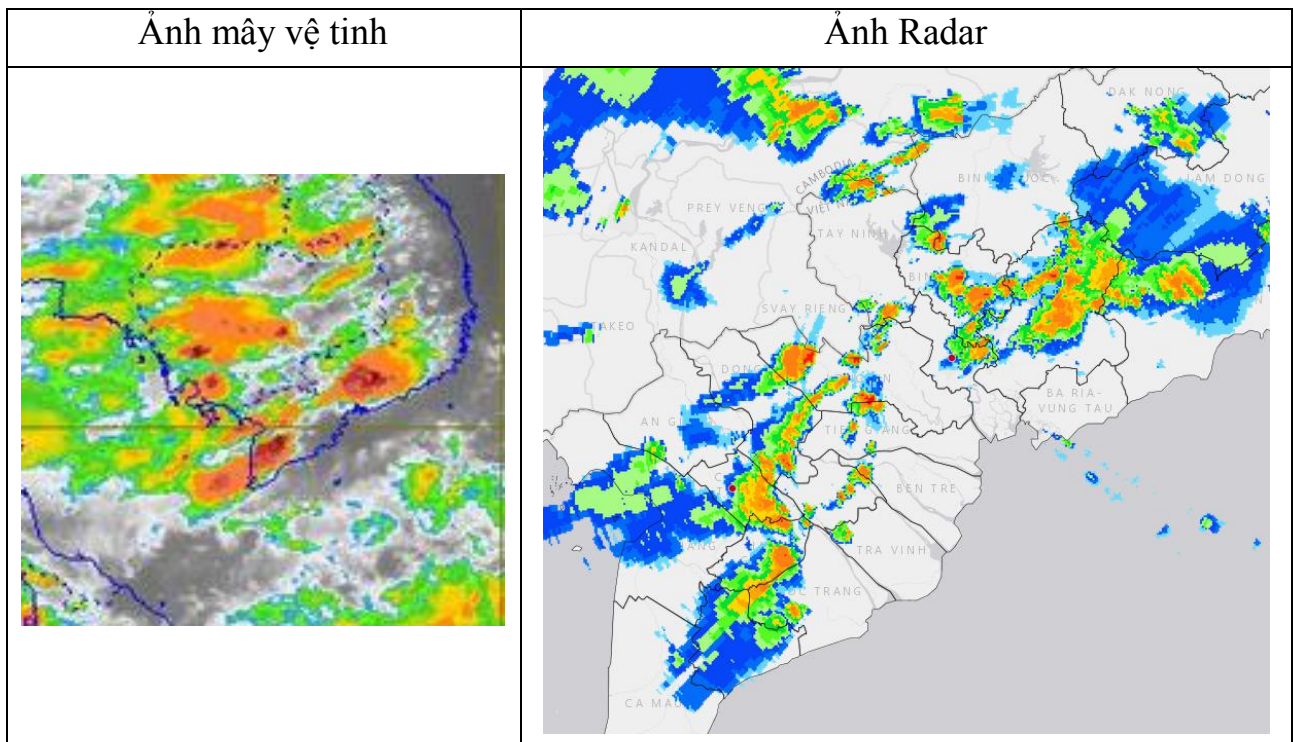 Ảnh mây vệ tinh
Ảnh Radar
DAK NONG
CAMBODIA
LAM DONG
PREY VENG
TAY NINH
KANDAL
SVAY RIENG
TAKEO
DONG
BA RIA-
VUNG TAU
AN
BEN TRE
TRA VINH
TRANG
CA MAU